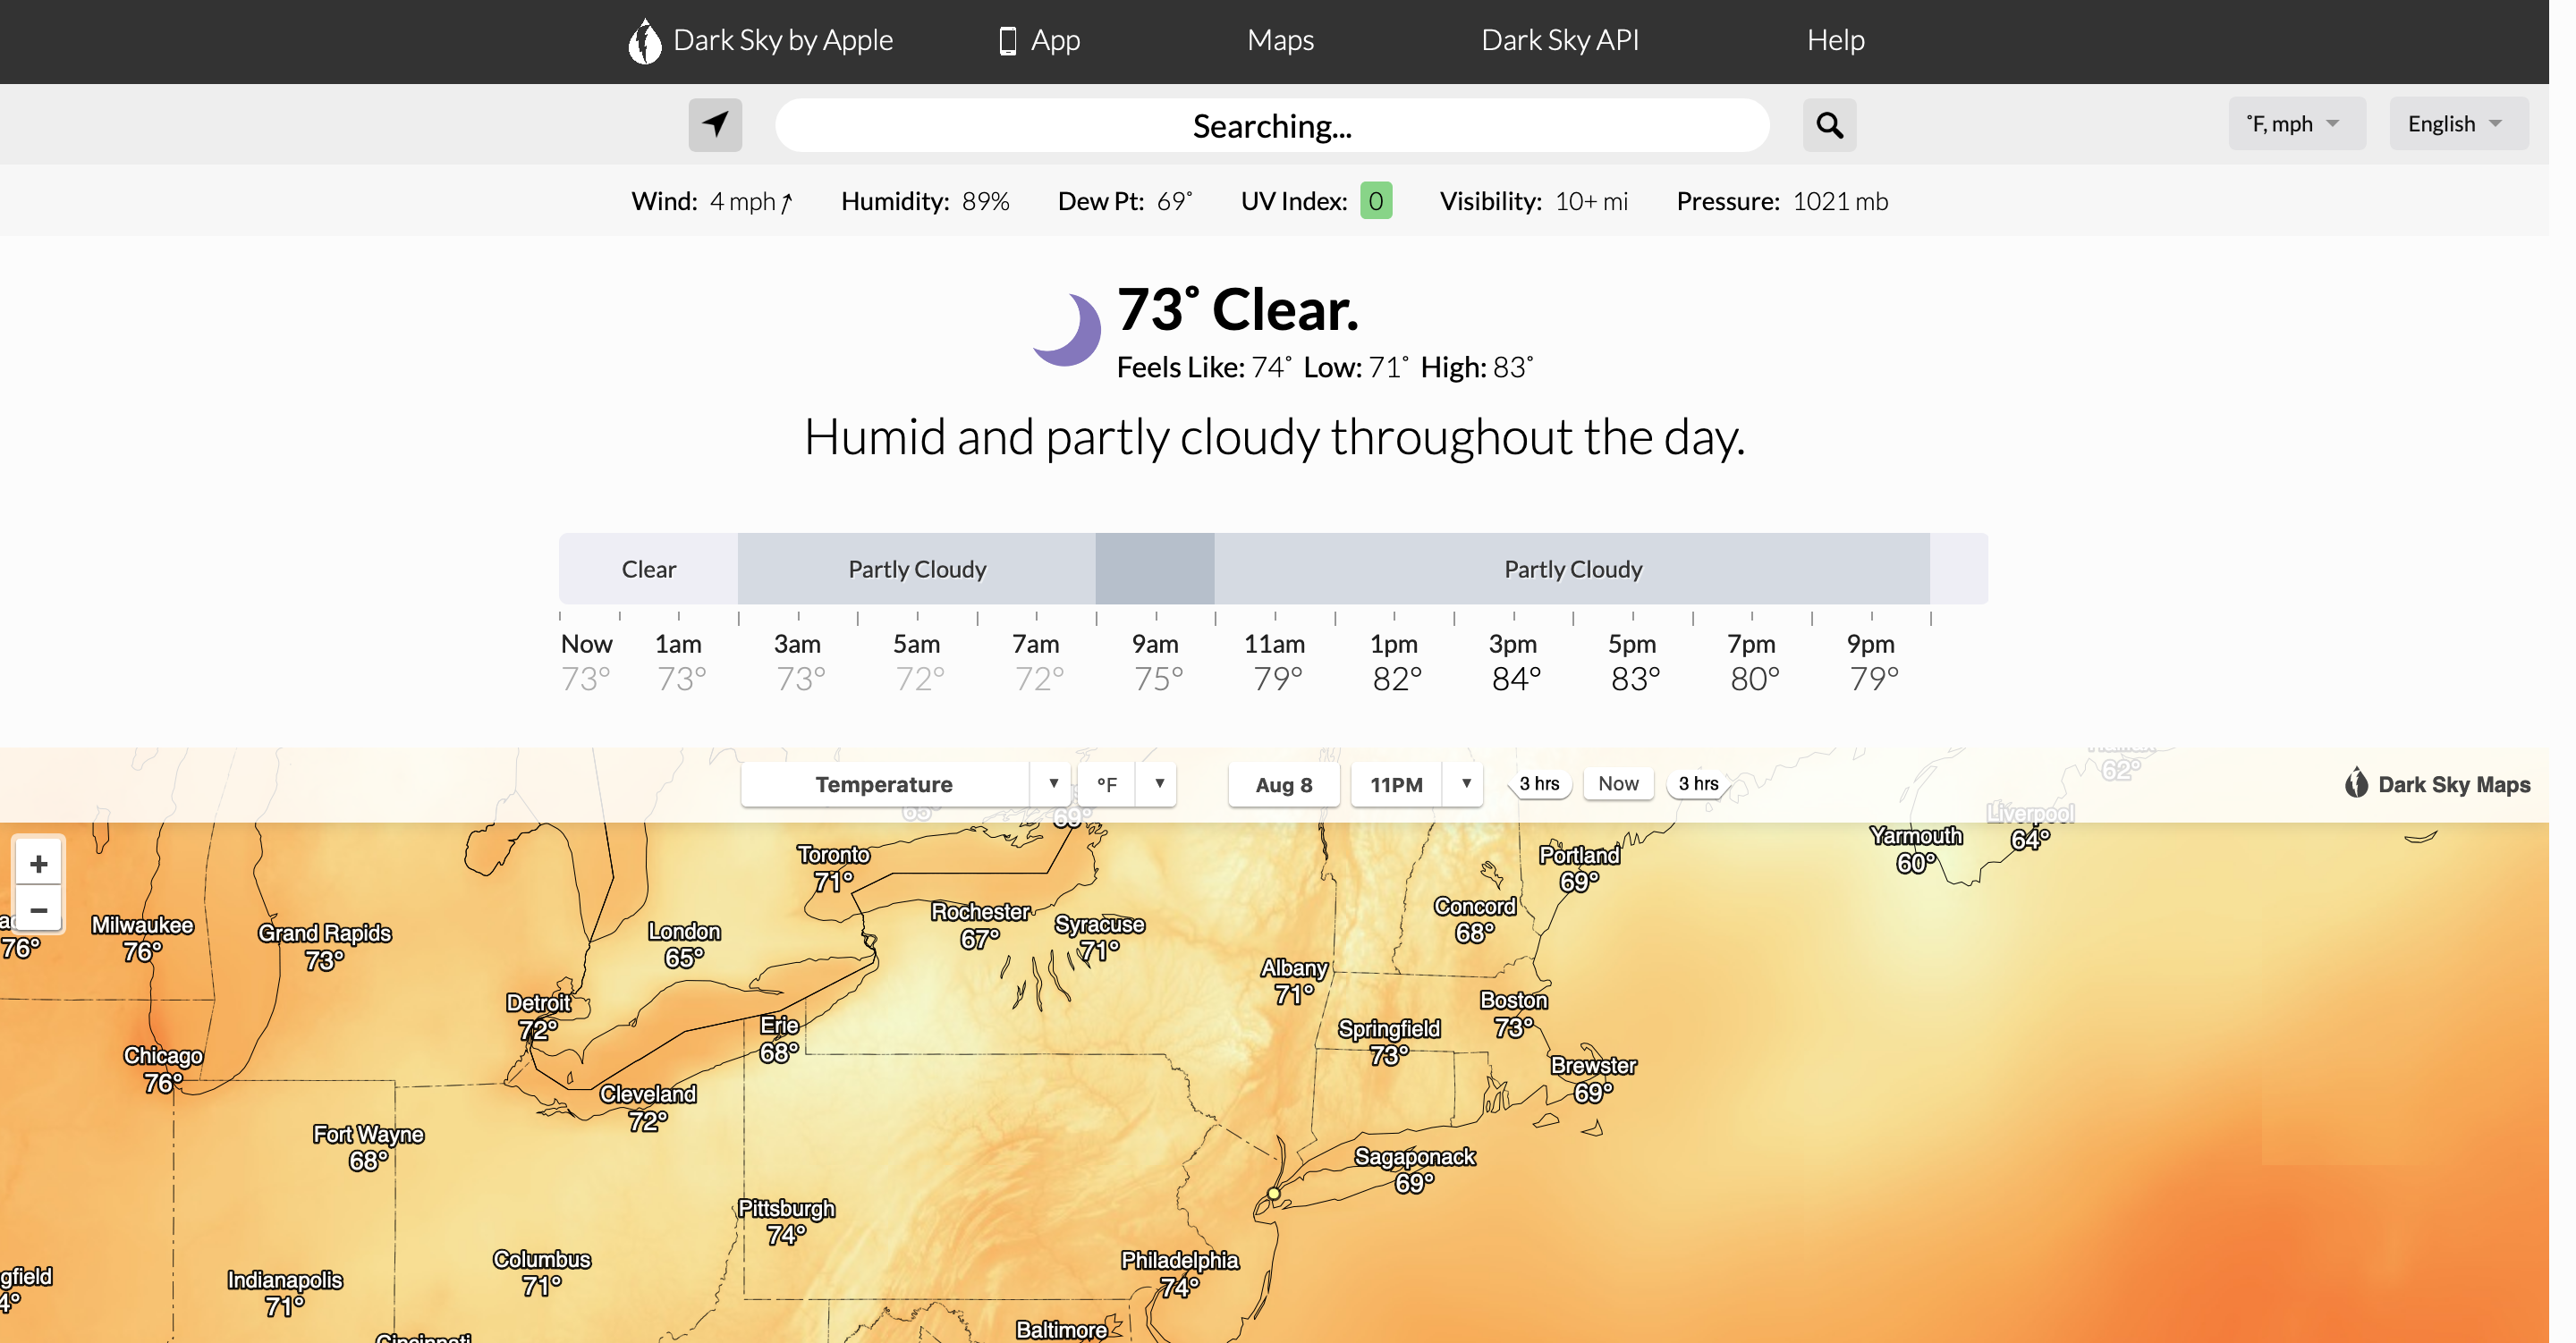 Dark Sky by Apple App Maps Dark Sky API Help
Searching...
˚F, mph English
Wind: 4 mph Humidity: 89% Dew Pt: 69˚ UV Index: 0 Visibility: 10+ mi Pressure: 1021 mb
73˚ Clear.
Feels Like: 74˚ Low: 71˚ High: 83˚
Humid and partly cloudy throughout the day.
Clear Partly Cloudy Partly Cloudy
Now 1am 3am 5am 7am 9am 11am 1pm 3pm 5pm 7pm 9pm
73° 73° 73° 72° 72° 75° 79° 82° 84° 83° 80° 79°
62°
Temperature °F Aug 8 11PM 3 hrs Now 3 hrs Dark Sky Maps
65° 69°
Liverpool
64°
Yarmouth
60°
+
−
Toronto
71°
Portland
69°
Milwaukee
76°
76°
Grand Rapids
73°
London
65°
Rochester
67°
Syracuse
71°
Concord
68°
Albany
71°
Detroit
72°
Boston
73°
Erie
68°
Springfield
73°
Chicago
76°
Brewster
69°
Cleveland
72°
Fort Wayne
68°
Sagaponack
69°
Pittsburgh
74°
Columbus
71°
Philadelphia
74°
gfield
4°
Indianapolis
71°
Cincinnati
Baltimore